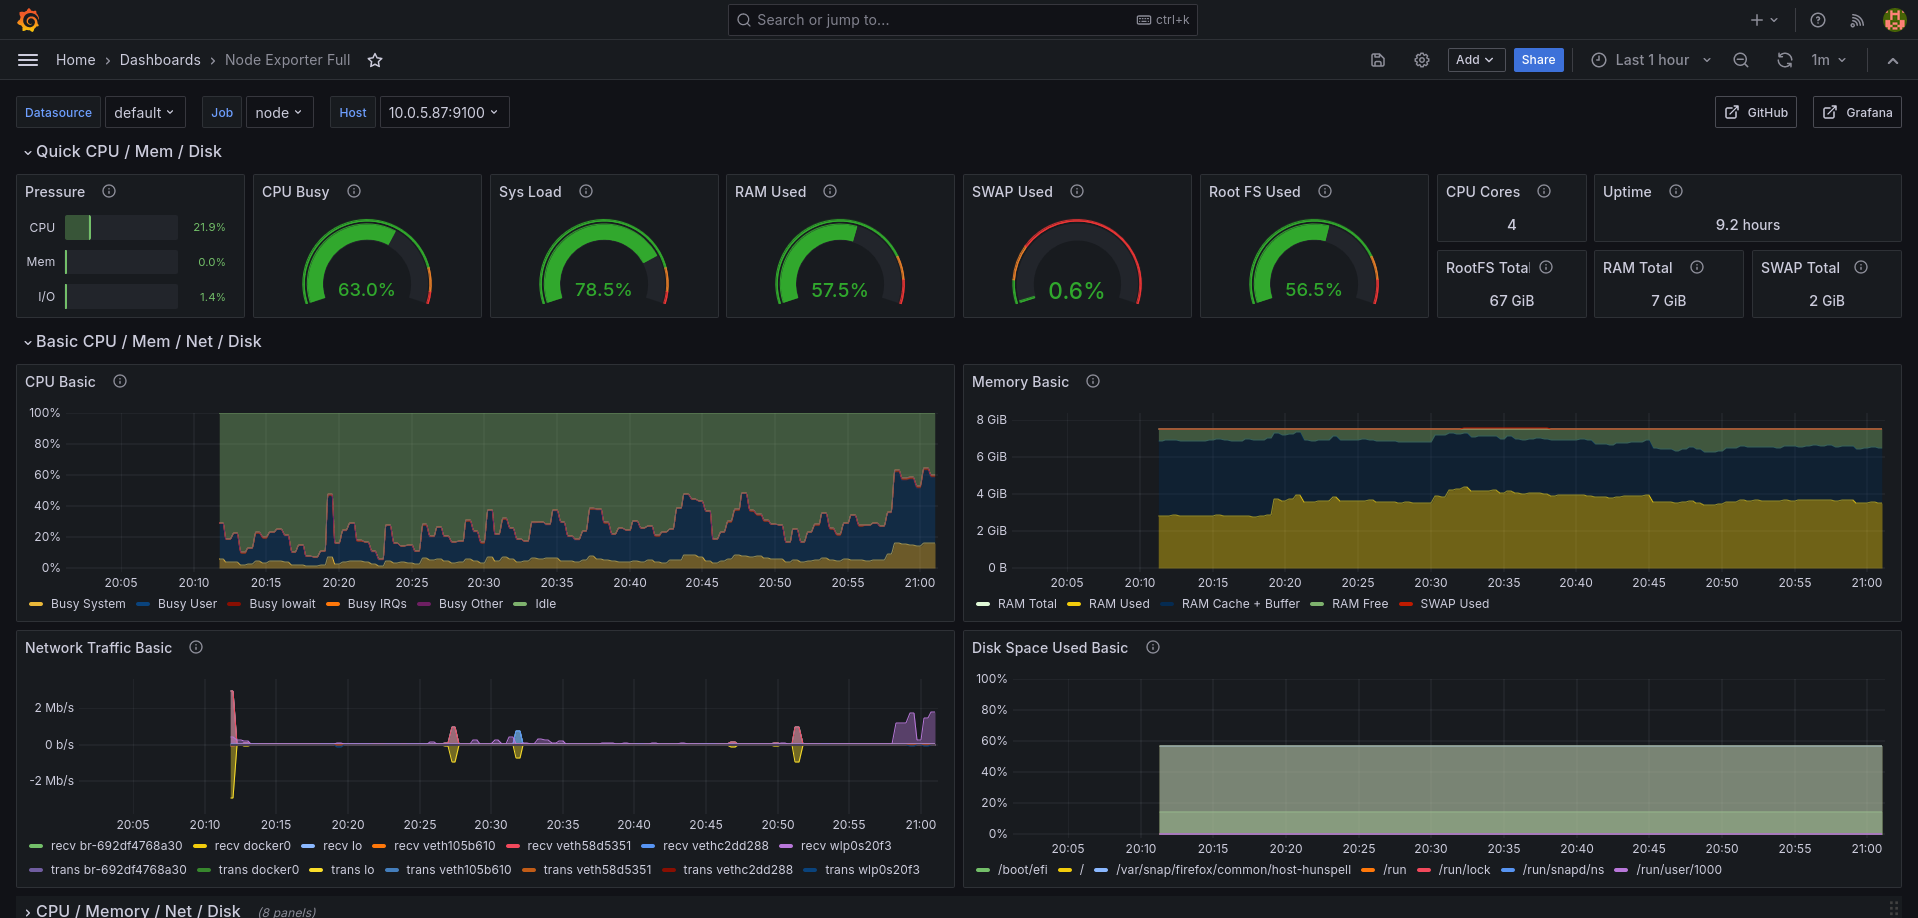 Search or jump to...
ctrl+k
Home › Dashboards › Node Exporter Full
Add
Share
Last 1 hour
1m
Datasource default Job node Host 10.0.5.87:9100
GitHub
Grafana
Quick CPU / Mem / Disk
Pressure
CPU 21.9%
Mem 0.0%
I/O 1.4%
CPU Busy
63.0%
Sys Load
78.5%
RAM Used
57.5%
SWAP Used
0.6%
Root FS Used
56.5%
CPU Cores
4
Uptime
9.2 hours
RootFS Total
67 GiB
RAM Total
7 GiB
SWAP Total
2 GiB
Basic CPU / Mem / Net / Disk
CPU Basic
100%
80%
60%
40%
20%
0%
20:05 20:10 20:15 20:20 20:25 20:30 20:35 20:40 20:45 20:50 20:55 21:00
Busy System Busy User Busy Iowait Busy IRQs Busy Other Idle
Memory Basic
8 GiB
6 GiB
4 GiB
2 GiB
0 B
20:05 20:10 20:15 20:20 20:25 20:30 20:35 20:40 20:45 20:50 20:55 21:00
RAM Total RAM Used RAM Cache + Buffer RAM Free SWAP Used
Network Traffic Basic
2 Mb/s
0 b/s
-2 Mb/s
20:05 20:10 20:15 20:20 20:25 20:30 20:35 20:40 20:45 20:50 20:55 21:00
recv br-692df4768a30 recv docker0 recv lo recv veth105b610 recv veth58d5351 recv vethc2dd288 recv wlp0s20f3
trans br-692df4768a30 trans docker0 trans lo trans veth105b610 trans veth58d5351 trans vethc2dd288 trans wlp0s20f3
Disk Space Used Basic
100%
80%
60%
40%
20%
0%
20:05 20:10 20:15 20:20 20:25 20:30 20:35 20:40 20:45 20:50 20:55 21:00
/boot/efi / /var/snap/firefox/common/host-hunspell /run /run/lock /run/snapd/ns /run/user/1000
CPU / Memory / Net / Disk (8 panels)